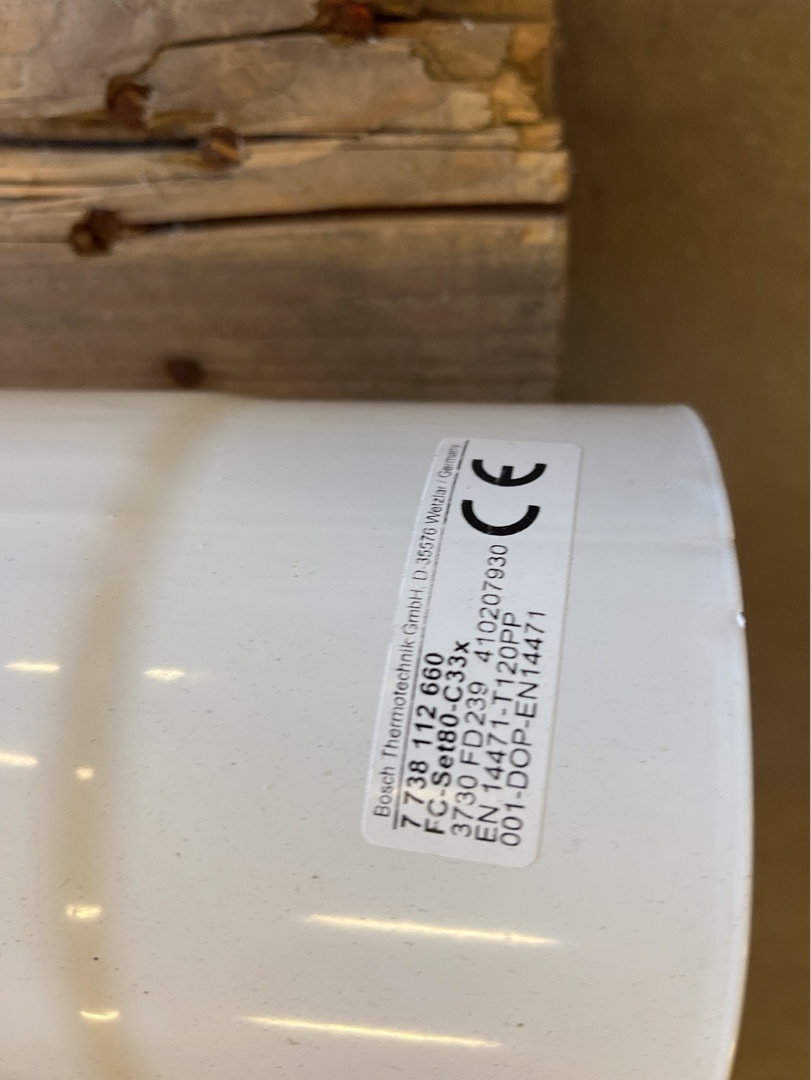 Bosch Thermotechnik GmbH, D-35576 Wetzlar / Germany
7 738 112 660
FC-Set80-C33x
3730 FD239 410207930
EN 14471-T120PP
001-DOP-EN14471
CE